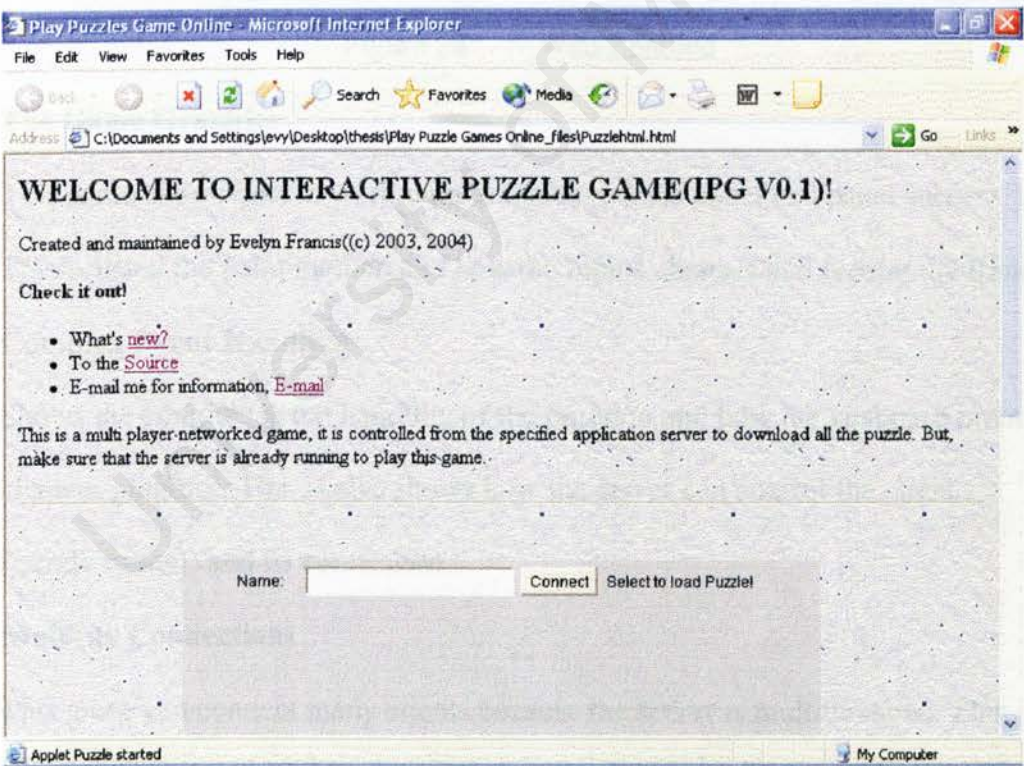 Play Puzzles Game Online - Microsoft Internet Explorer
File Edit View Favorites Tools Help
Back Search Favorites Media
Address C:\Documents and Settings\evy\Desktop\thesis\Play Puzzle Games Online_files\Puzzlehtml.html Go Links »
WELCOME TO INTERACTIVE PUZZLE GAME(IPG V0.1)!
Created and maintained by Evelyn Francis((c) 2003, 2004)
Check it out!
• What's new?
• To the Source
• E-mail me for information, E-mail
This is a multi player-networked game, it is controlled from the specified application server to download all the puzzle. But,
make sure that the server is already running to play this game.
Name: Connect Select to load Puzzle!
Applet Puzzle started My Computer
University of M